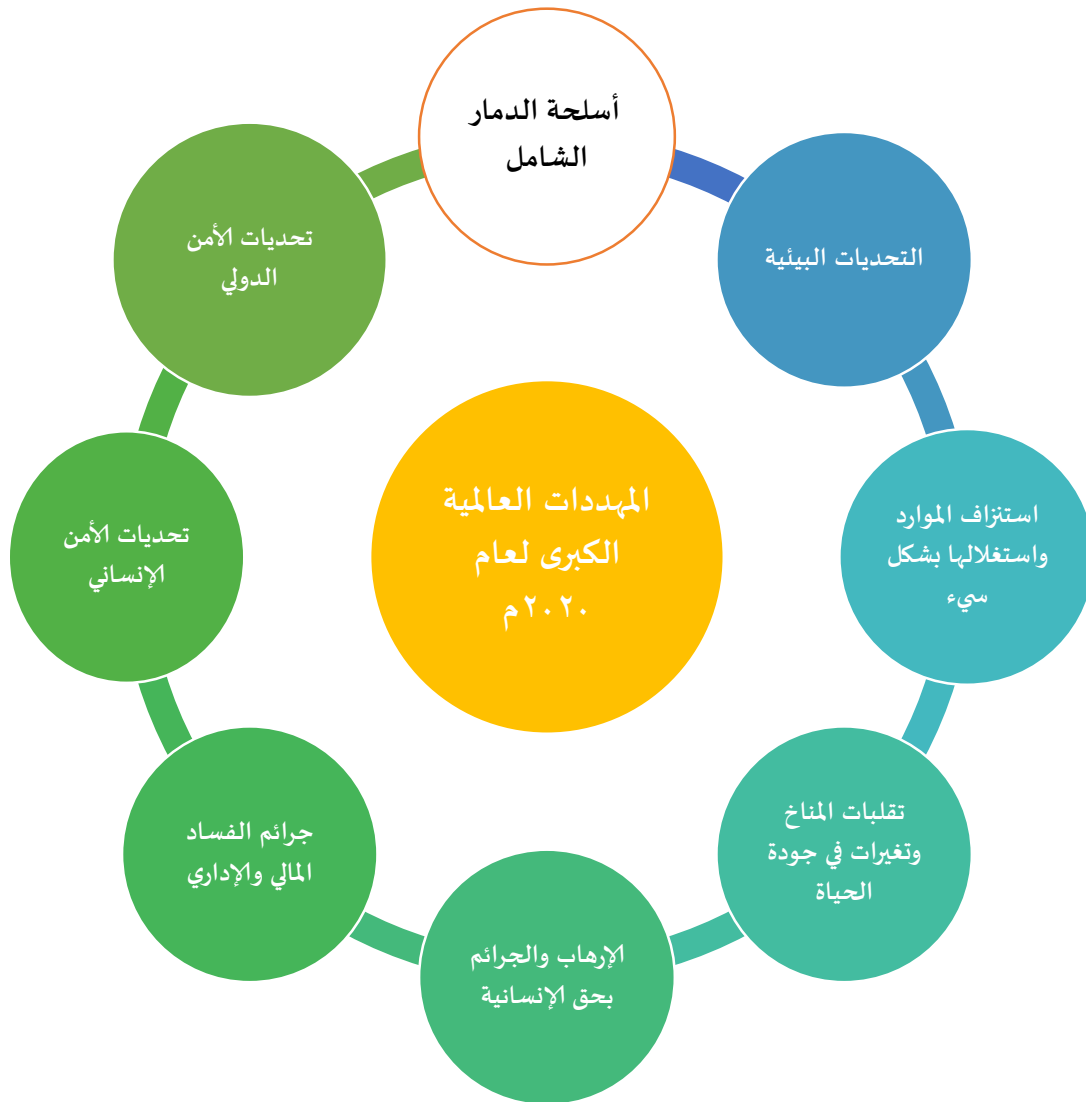 أسلحة الدمار
الشامل
التحديات البيئية
استنزاف الموارد
واستغلالها بشكل
سيء
تقلبات المناخ
وتغيرات في جودة
الحياة
الإرهاب والجرائم
بحق الإنسانية
جرائم الفساد
المالي والإداري
تحديات الأمن
الإنساني
تحديات الأمن
الدولي
المهددات العالمية
الكبرى لعام
٢٠٢٠م